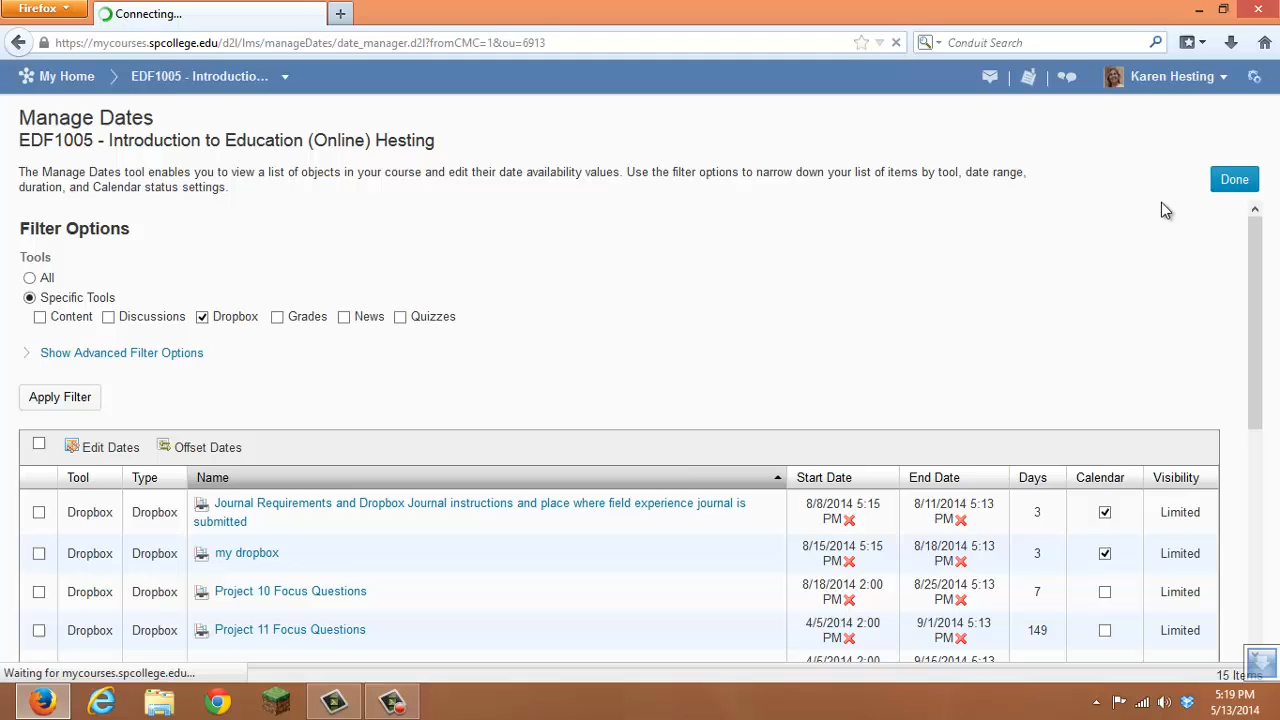 Firefox
Connecting...
https://mycourses.spcollege.edu/d2l/lms/manageDates/date_manager.d2l?fromCMC=1&ou=6913
Conduit Search
My Home
EDF1005 - Introductio...
Karen Hesting
Manage Dates
EDF1005 - Introduction to Education (Online) Hesting
The Manage Dates tool enables you to view a list of objects in your course and edit their date availability values. Use the filter options to narrow down your list of items by tool, date range,
duration, and Calendar status settings.
Done
Filter Options
Tools
All
Specific Tools
Content Discussions Dropbox Grades News Quizzes
Show Advanced Filter Options
Apply Filter
Edit Dates Offset Dates
Tool Type Name Start Date End Date Days Calendar Visibility
Dropbox Dropbox Journal Requirements and Dropbox Journal instructions and place where field experience journal is 8/8/2014 5:15 8/11/2014 5:13 3 Limited
submitted PM PM
Dropbox Dropbox my dropbox 8/15/2014 5:15 8/18/2014 5:13 3 Limited
PM PM
Dropbox Dropbox Project 10 Focus Questions 8/18/2014 2:00 8/25/2014 5:13 7 Limited
PM PM
Dropbox Dropbox Project 11 Focus Questions 4/5/2014 2:00 9/1/2014 5:13 149 Limited
PM PM
4/5/2014 2:00 9/15/2014 5:13
Waiting for mycourses.spcollege.edu...
15 Items
5:19 PM
5/13/2014